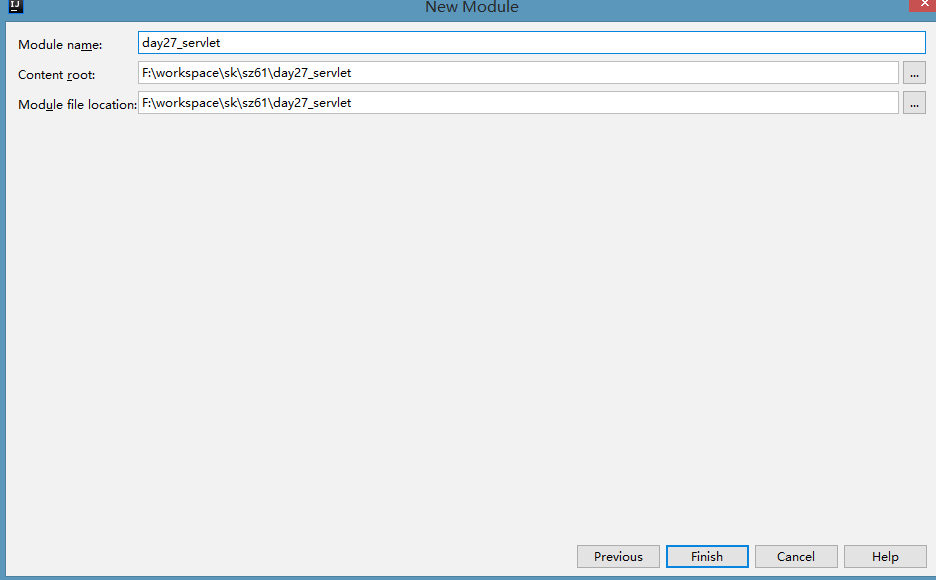 IJ
New Module
Module name: day27_servlet
Content root: F:\workspace\sk\sz61\day27_servlet ...
Module file location: F:\workspace\sk\sz61\day27_servlet ...
Previous Finish Cancel Help